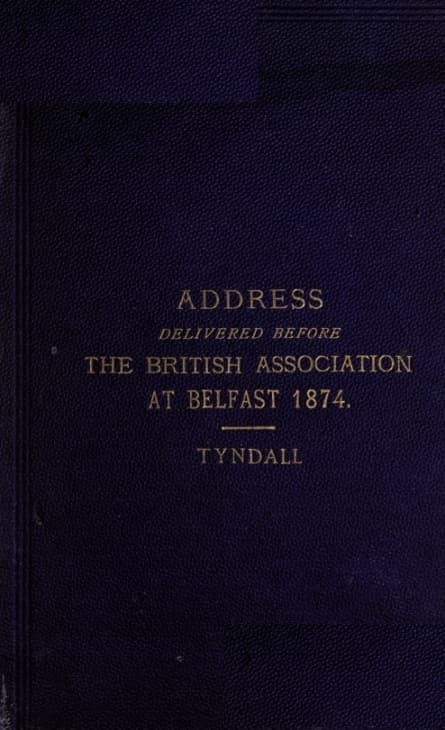 ADDRESS
DELIVERED BEFORE
THE BRITISH ASSOCIATION
AT BELFAST 1874.
TYNDALL